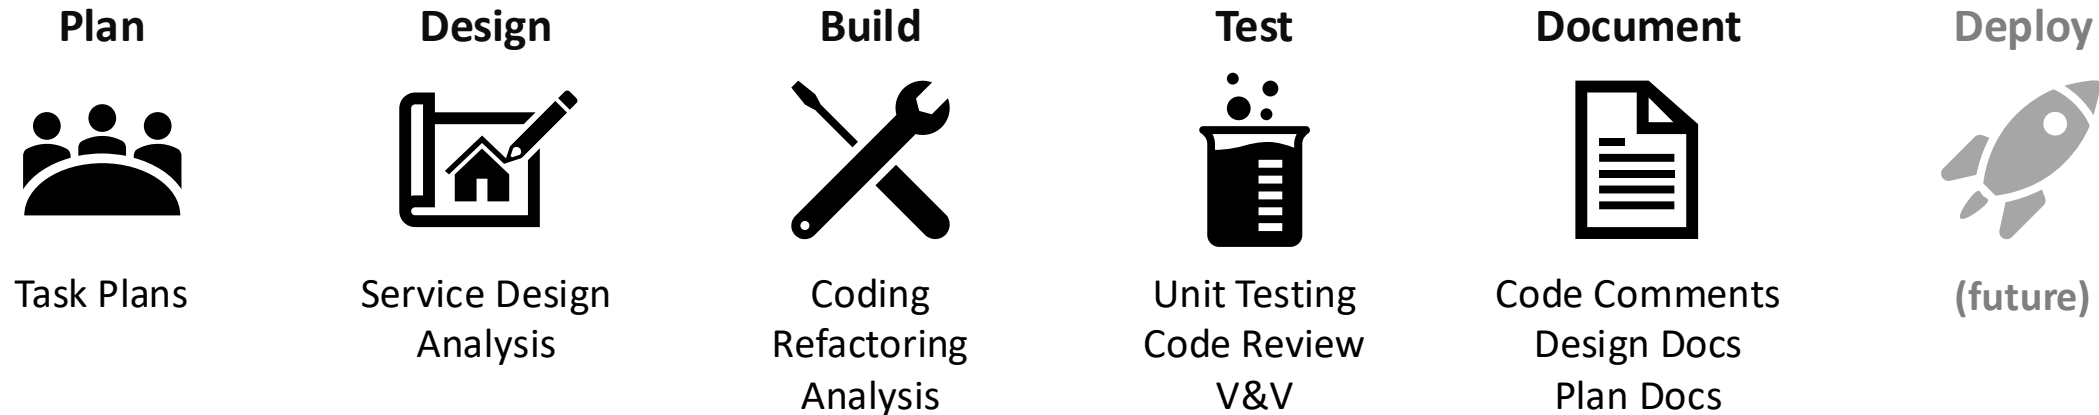 Plan
Task Plans
Design
Service Design
Analysis
Build
Coding
Refactoring
Analysis
Test
Unit Testing
Code Review
V&V
Document
Code Comments
Design Docs
Plan Docs
Deploy
(future)